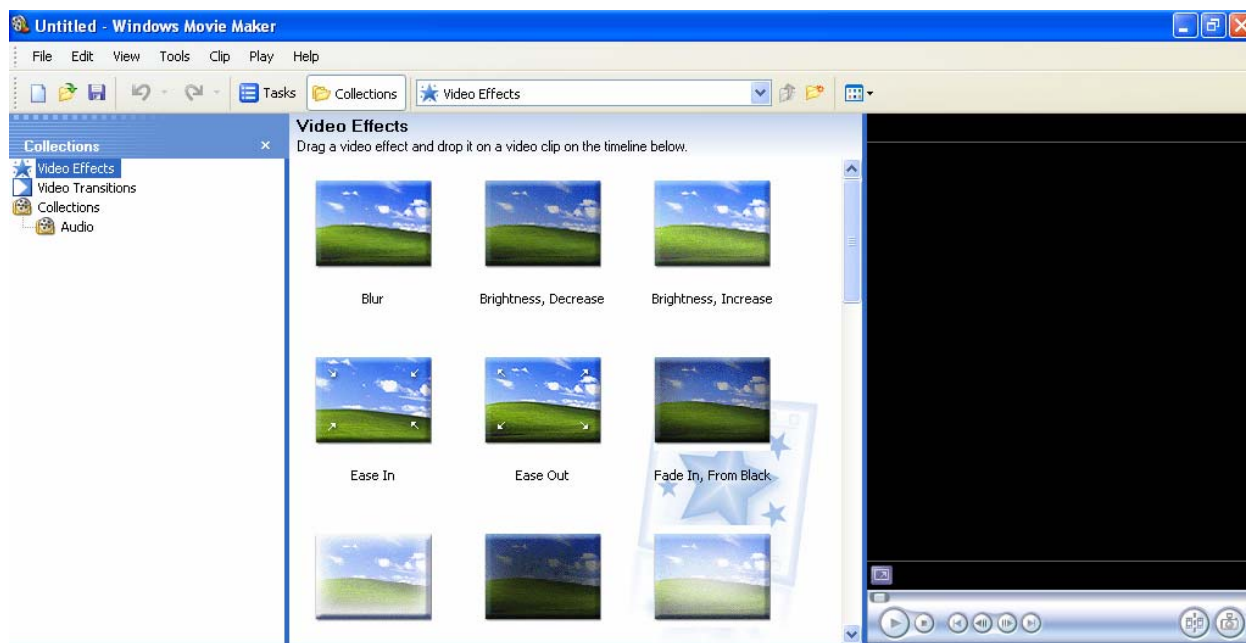 Untitled - Windows Movie Maker
File Edit View Tools Clip Play Help
Tasks Collections Video Effects
Collections
Video Effects
Video Transitions
Collections
Audio
Video Effects
Drag a video effect and drop it on a video clip on the timeline below.
Blur Brightness, Decrease Brightness, Increase
Ease In Ease Out Fade In, From Black